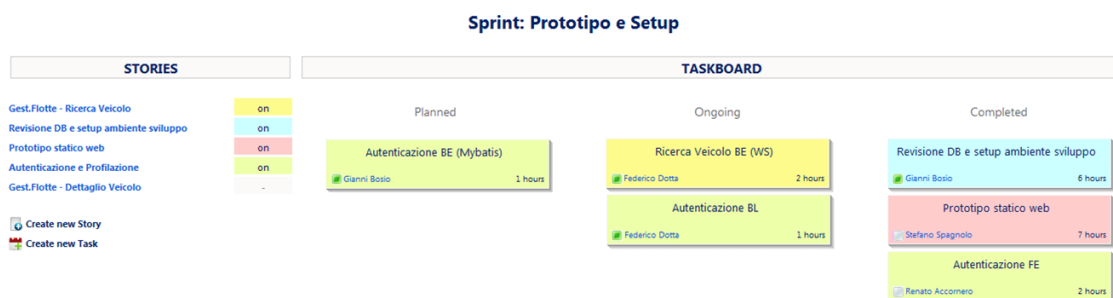 Sprint: Prototipo e Setup
STORIES
Gest.Flotte - Ricerca Veicolo on
Revisione DB e setup ambiente sviluppo on
Prototipo statico web on
Autenticazione e Profilazione on
Gest.Flotte - Dettaglio Veicolo -
Create new Story
Create new Task
TASKBOARD
Planned
Autenticazione BE (Mybatis)
Gianni Bosio 1 hours
Ongoing
Ricerca Veicolo BE (WS)
Federico Dotta 2 hours
Autenticazione BL
Federico Dotta 1 hours
Completed
Revisione DB e setup ambiente sviluppo
Gianni Bosio 6 hours
Prototipo statico web
Stefano Spagnolo 7 hours
Autenticazione FE
Renato Accornero 2 hours